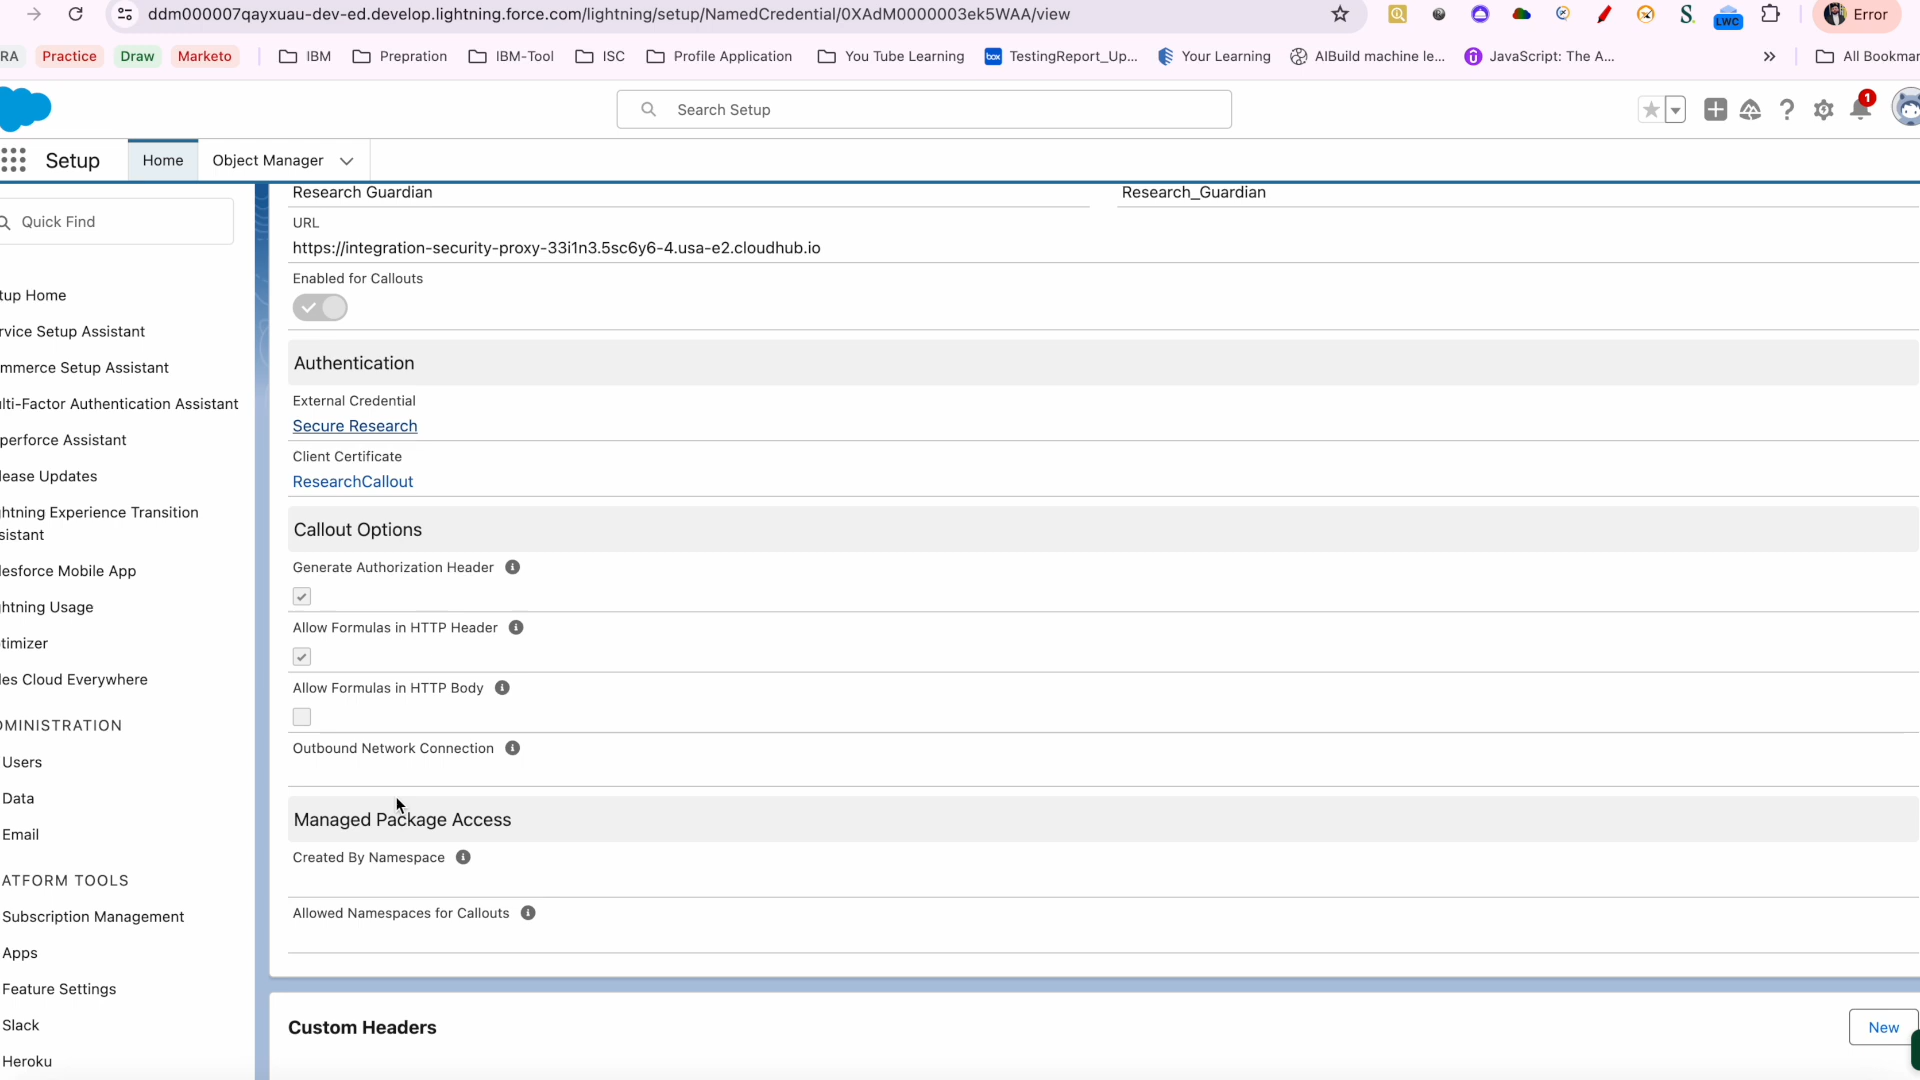 ddm000007qayxuau-dev-ed.develop.lightning.force.com/lightning/setup/NamedCredential/0XAdM0000003ek5WAA/view
LWC
Error
RA
Practice
Draw
Marketo
IBM
Prepration
IBM-Tool
ISC
Profile Application
You Tube Learning
box
TestingReport_Up...
Your Learning
AIBuild machine le...
JavaScript: The A...
All Bookmar
Search Setup
1
Setup
Home
Object Manager
Research Guardian
Research_Guardian
Quick Find
URL
https://integration-security-proxy-33i1n3.5sc6y6-4.usa-e2.cloudhub.io
Enabled for Callouts
tup Home
rvice Setup Assistant
mmerce Setup Assistant
lti-Factor Authentication Assistant
perforce Assistant
lease Updates
htning Experience Transition
sistant
lesforce Mobile App
htning Usage
timizer
les Cloud Everywhere
DMINISTRATION
Users
Data
Email
ATFORM TOOLS
Subscription Management
Apps
Feature Settings
Slack
Heroku
Authentication
External Credential
Secure Research
Client Certificate
ResearchCallout
Callout Options
Generate Authorization Header
Allow Formulas in HTTP Header
Allow Formulas in HTTP Body
Outbound Network Connection
Managed Package Access
Created By Namespace
Allowed Namespaces for Callouts
Custom Headers
New